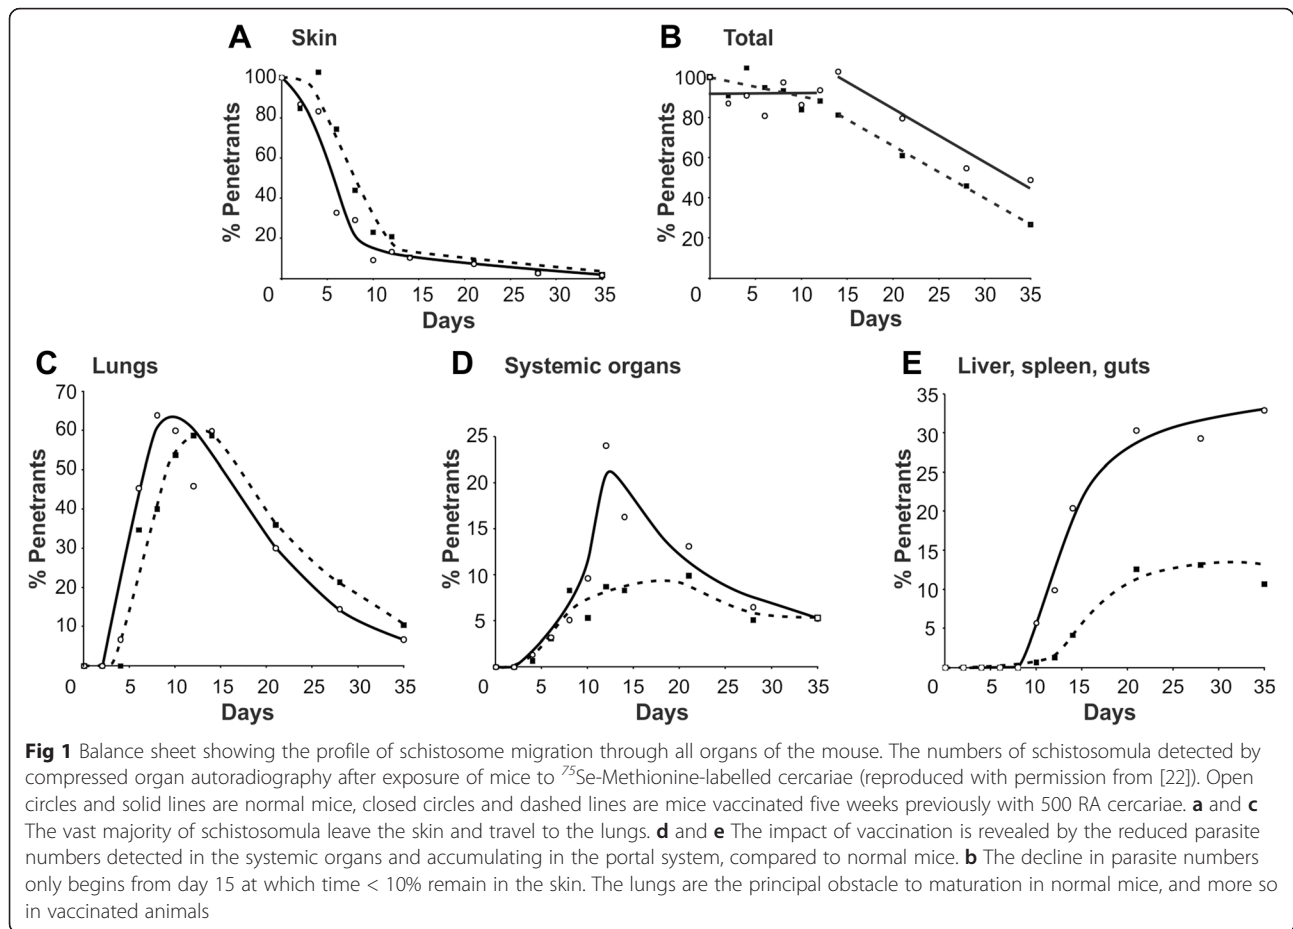 A Skin
B Total
% Penetrants
100
80
60
40
20
0 5 10 15 20 25 30 35
Days
% Penetrants
100
80
60
40
20
0 5 10 15 20 25 30 35
Days
C Lungs
D Systemic organs
E Liver, spleen, guts
% Penetrants
70
60
50
40
30
20
10
0 5 10 15 20 25 30 35
Days
% Penetrants
25
20
15
10
5
0 5 10 15 20 25 30 35
Days
% Penetrants
35
30
25
20
15
10
5
0 5 10 15 20 25 30 35
Days
Fig 1 Balance sheet showing the profile of schistosome migration through all organs of the mouse. The numbers of schistosomula detected by
compressed organ autoradiography after exposure of mice to ⁷⁵Se-Methionine-labelled cercariae (reproduced with permission from [22]). Open
circles and solid lines are normal mice, closed circles and dashed lines are mice vaccinated five weeks previously with 500 RA cercariae. a and c
The vast majority of schistosomula leave the skin and travel to the lungs. d and e The impact of vaccination is revealed by the reduced parasite
numbers detected in the systemic organs and accumulating in the portal system, compared to normal mice. b The decline in parasite numbers
only begins from day 15 at which time < 10% remain in the skin. The lungs are the principal obstacle to maturation in normal mice, and more so
in vaccinated animals